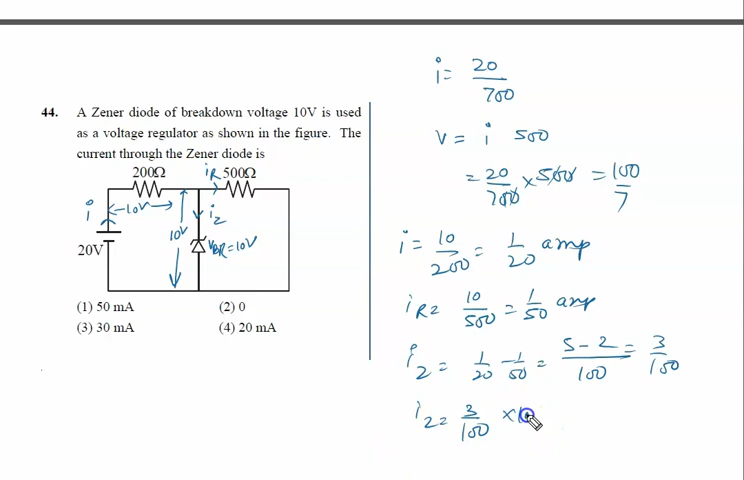 44. A Zener diode of breakdown voltage 10V is used
as a voltage regulator as shown in the figure. The
current through the Zener diode is
200Ω iR 500Ω
i ←10V→ iz
10V VBR=10V
20V
(1) 50 mA (2) 0
(3) 30 mA (4) 20 mA
i = 20/700
V = i 500
= 20/700 × 500 = 100/7
i = 10/200 = 1/20 amp
iR = 10/500 = 1/50 amp
iz = 1/20 - 1/50 = 5-2/100 = 3/100
iz = 3/100 ×